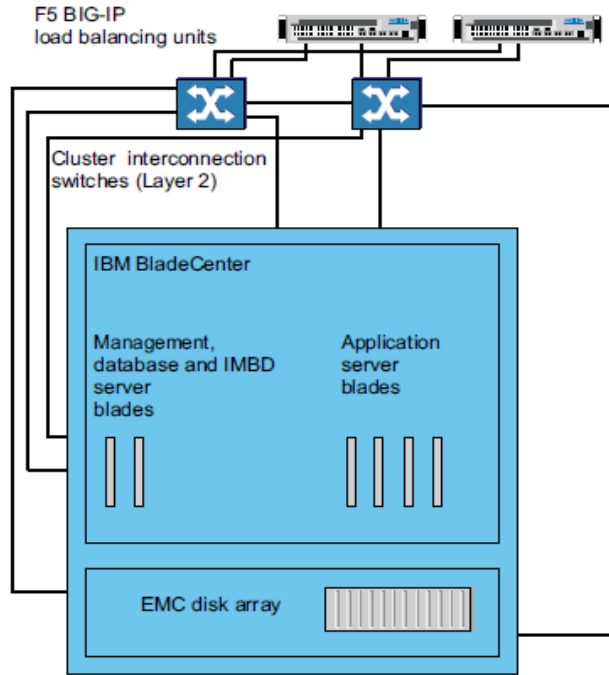 F5 BIG-IP
load balancing units
Cluster interconnection
switches (Layer 2)
IBM BladeCenter
Management,
database and IMBD
server
blades
Application
server
blades
EMC disk array